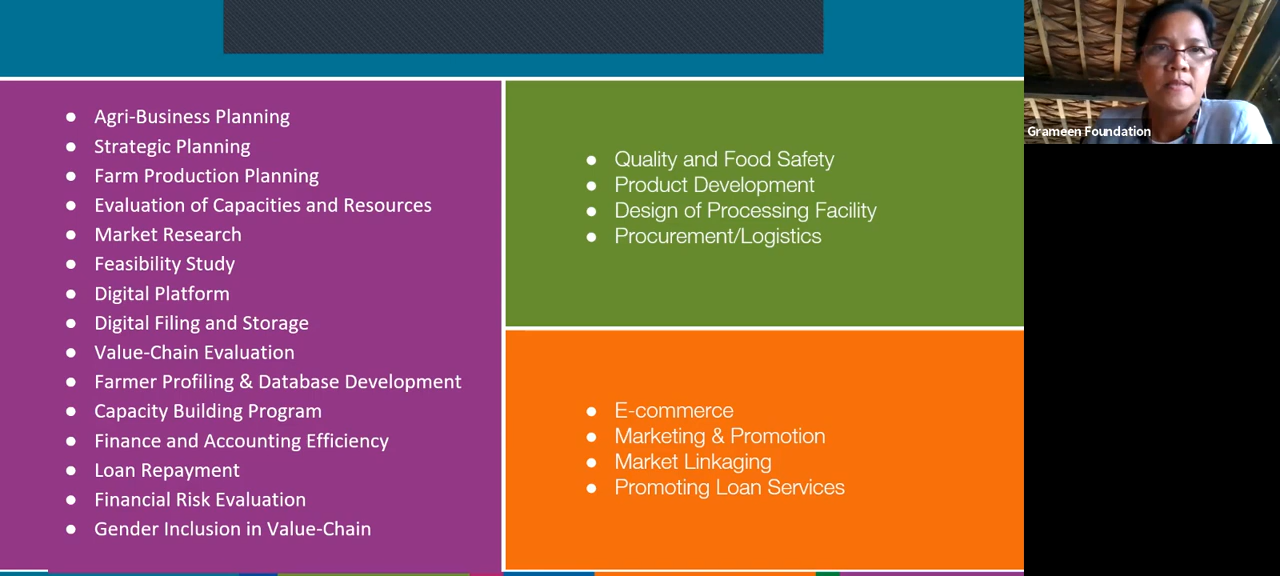 ● Agri-Business Planning
● Strategic Planning
● Farm Production Planning
● Evaluation of Capacities and Resources
● Market Research
● Feasibility Study
● Digital Platform
● Digital Filing and Storage
● Value-Chain Evaluation
● Farmer Profiling & Database Development
● Capacity Building Program
● Finance and Accounting Efficiency
● Loan Repayment
● Financial Risk Evaluation
● Gender Inclusion in Value-Chain
● Quality and Food Safety
● Product Development
● Design of Processing Facility
● Procurement/Logistics
● E-commerce
● Marketing & Promotion
● Market Linkaging
● Promoting Loan Services
Grameen Foundation